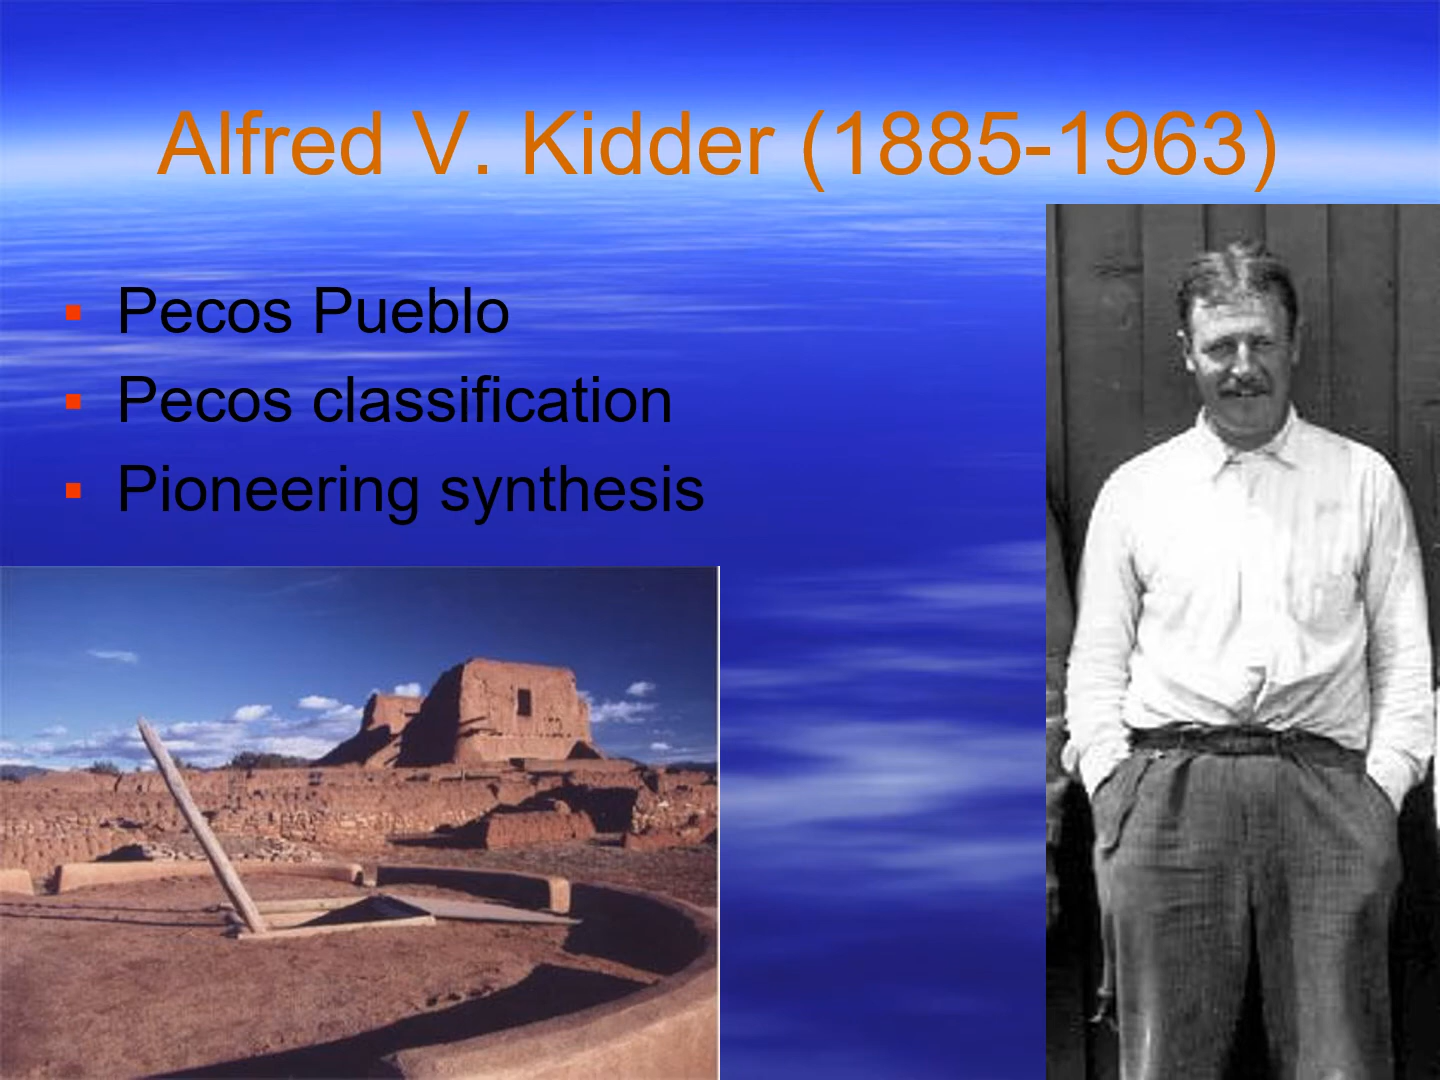 Alfred V. Kidder (1885-1963)
▪ Pecos Pueblo
▪ Pecos classification
▪ Pioneering synthesis